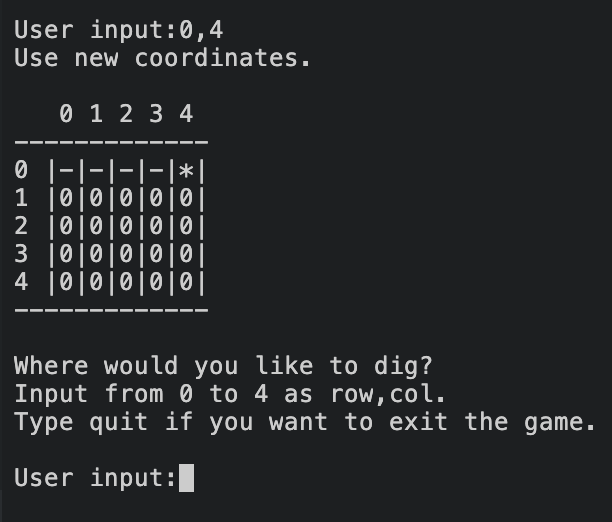 User input:0,4
Use new coordinates.
   0 1 2 3 4
-------------
0 |-|-|-|-|*|
1 |0|0|0|0|0|
2 |0|0|0|0|0|
3 |0|0|0|0|0|
4 |0|0|0|0|0|
-------------
Where would you like to dig?
Input from 0 to 4 as row,col.
Type quit if you want to exit the game.
User input: